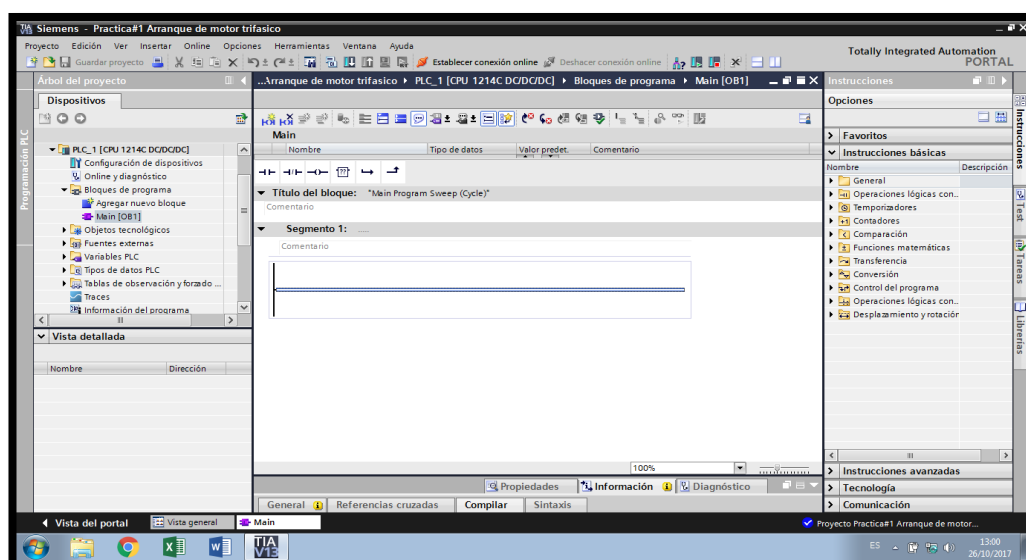 Siemens - Practica#1 Arranque de motor trifasico
Proyecto Edición Ver Insertar Online Opciones Herramientas Ventana Ayuda
Guardar proyecto Establecer conexión online Deshacer conexión online
Totally Integrated Automation
PORTAL
Árbol del proyecto
...Arranque de motor trifasico PLC_1 [CPU 1214C DC/DC/DC] Bloques de programa Main [OB1]
Instrucciones
Dispositivos
Opciones
Programación PLC
PLC_1 [CPU 1214C DC/DC/DC]
Configuración de dispositivos
Online y diagnóstico
Bloques de programa
Agregar nuevo bloque
Main [OB1]
Objetos tecnológicos
Fuentes externas
Variables PLC
Tipos de datos PLC
Tablas de observación y forzado ...
Traces
Información del programa
Vista detallada
Nombre Dirección
Main
Nombre Tipo de datos Valor predet. Comentario
Título del bloque: "Main Program Sweep (Cycle)"
Comentario
Segmento 1: .....
Comentario
100%
Propiedades Información Diagnóstico
General Referencias cruzadas Compilar Sintaxis
Favoritos
Instrucciones básicas
Nombre Descripción
General
Operaciones lógicas con..
Temporizadores
Contadores
Comparación
Funciones matemáticas
Transferencia
Conversión
Control del programa
Operaciones lógicas con..
Desplazamiento y rotación
Instrucciones avanzadas
Tecnología
Comunicación
Instrucciones
Test
Tareas
Librerías
Vista del portal Vista general Main
Proyecto Practica#1 Arranque de motor...
TIA
V13
ES
13:00
26/10/2017